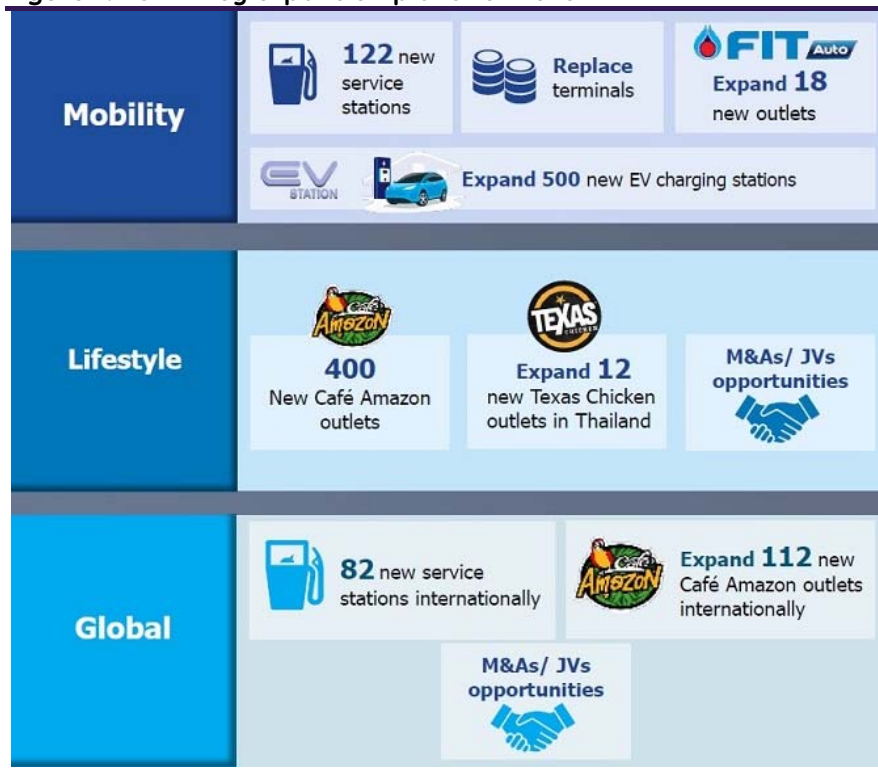 Mobility
122 new
service
stations
Replace
terminals
FIT Auto
Expand 18
new outlets
EV
STATION
Expand 500 new EV charging stations
Lifestyle
Café
Amazon
400
New Café Amazon
outlets
TEXAS
CHICKEN
Expand 12
new Texas Chicken
outlets in Thailand
M&As/ JVs
opportunities
Global
82 new service
stations internationally
Café
Amazon
Expand 112 new
Café Amazon outlets
internationally
M&As/ JVs
opportunities